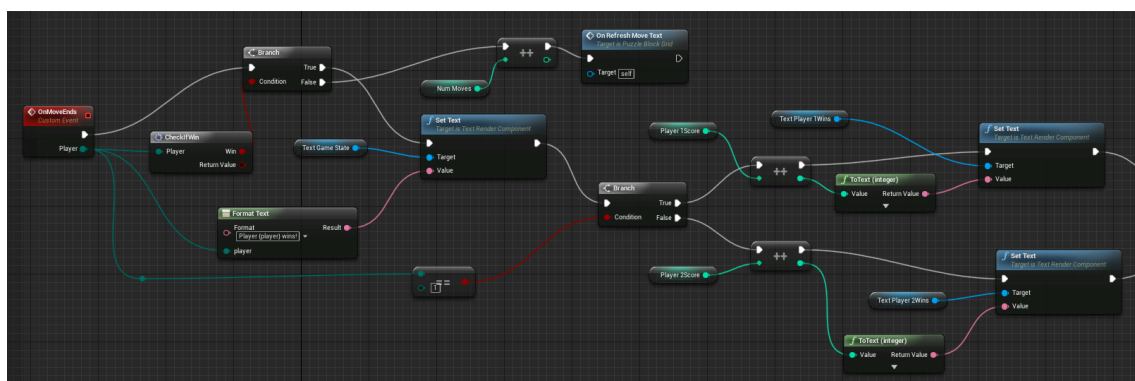 OnMoveEnds
Custom Event
Player
Branch
True
Condition
False
CheckIfWin
Player
Win
Return Value
Format Text
Format
Result
Player {player} wins!
player
Num Moves
++
On Refresh Move Text
Target is Puzzle Block Grid
Target
self
Text Game State
Set Text
Target is Text Render Component
Target
Value
==
1
Branch
True
Condition
False
Player 1Score
++
Text Player 1Wins
ToText (integer)
Value
Return Value
Set Text
Target is Text Render Component
Target
Value
Player 2Score
++
Text Player 2Wins
ToText (integer)
Value
Return Value
Set Text
Target is Text Render Component
Target
Value